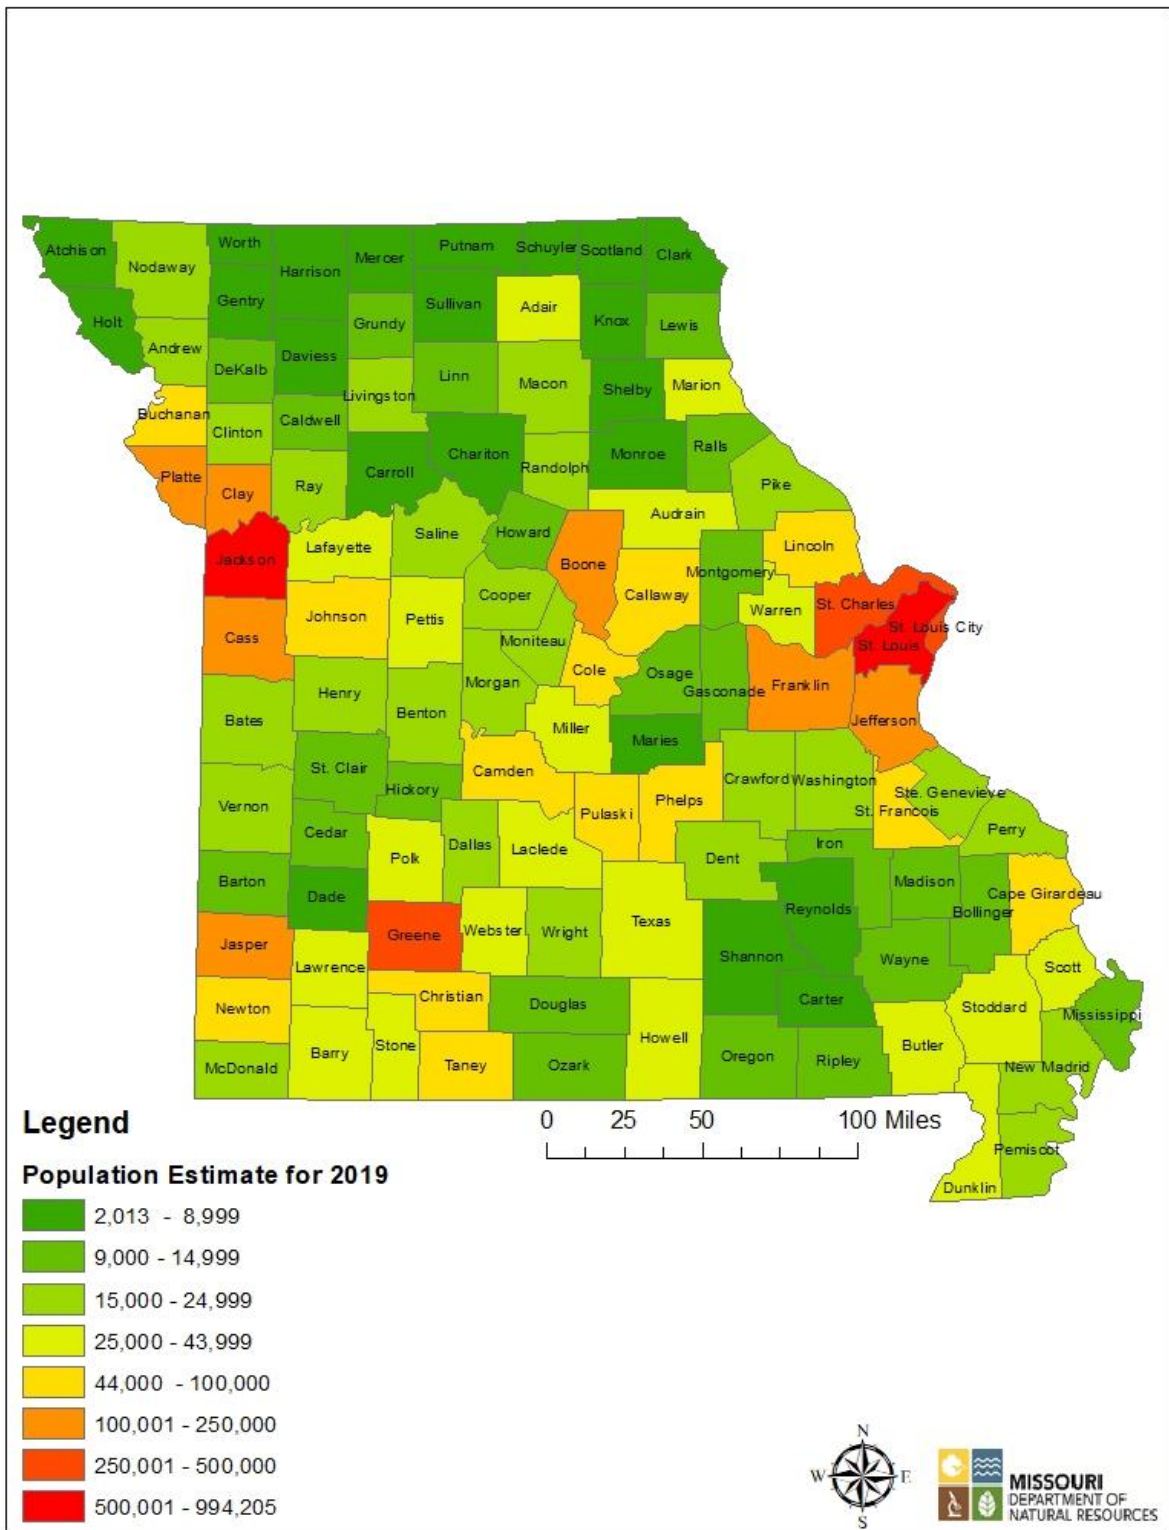 Atchison
Nodaway
Worth
Harrison
Mercer
Putnam
Schuyler
Scotland
Clark
Holt
Gentry
Sullivan
Adair
Knox
Lewis
Andrew
DeKalb
Daviess
Grundy
Linn
Macon
Shelby
Marion
Buchanan
Clinton
Caldwell
Livingston
Chariton
Randolph
Monroe
Ralls
Pike
Platte
Clay
Ray
Carroll
Saline
Howard
Audrain
Lincoln
Jackson
Lafayette
Boone
Callaway
Montgomery
Warren
St. Charles
St. Louis City
St. Louis
Cass
Johnson
Pettis
Cooper
Moniteau
Cole
Osage
Gasconade
Franklin
Jefferson
Bates
Henry
Benton
Morgan
Miller
Maries
St. Clair
Hickory
Camden
Pulaski
Phelps
Crawford
Washington
Ste. Genevieve
St. Francois
Perry
Vernon
Cedar
Polk
Dallas
Laclede
Dent
Iron
Madison
Bollinger
Cape Girardeau
Barton
Dade
Greene
Webster
Wright
Texas
Reynolds
Shannon
Wayne
Scott
Jasper
Lawrence
Christian
Douglas
Carter
Stoddard
Mississippi
Newton
Barry
Stone
Taney
Ozark
Howell
Oregon
Ripley
Butler
New Madrid
McDonald
Pemiscot
Dunklin
0 25 50 100 Miles
Legend
Population Estimate for 2019
2,013 - 8,999
9,000 - 14,999
15,000 - 24,999
25,000 - 43,999
44,000 - 100,000
100,001 - 250,000
250,001 - 500,000
500,001 - 994,205
N
W E
S
MISSOURI
DEPARTMENT OF
NATURAL RESOURCES